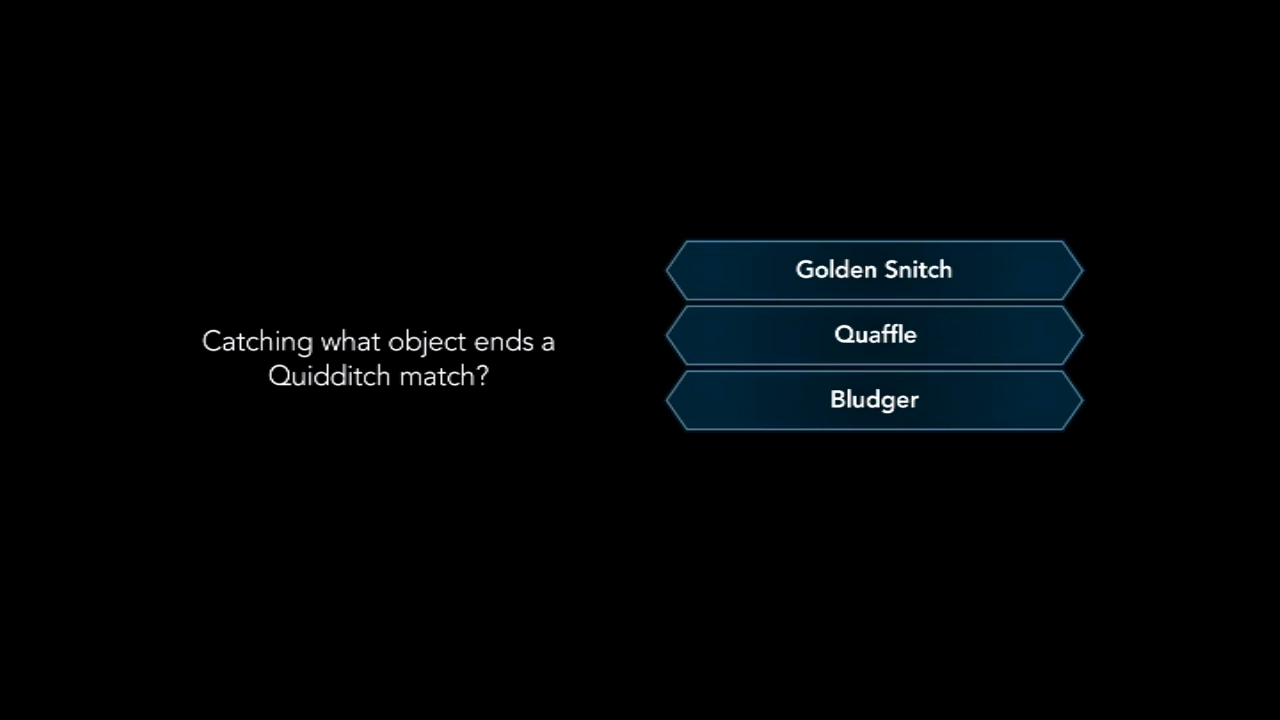 Catching what object ends a
Quidditch match?
Golden Snitch
Quaffle
Bludger